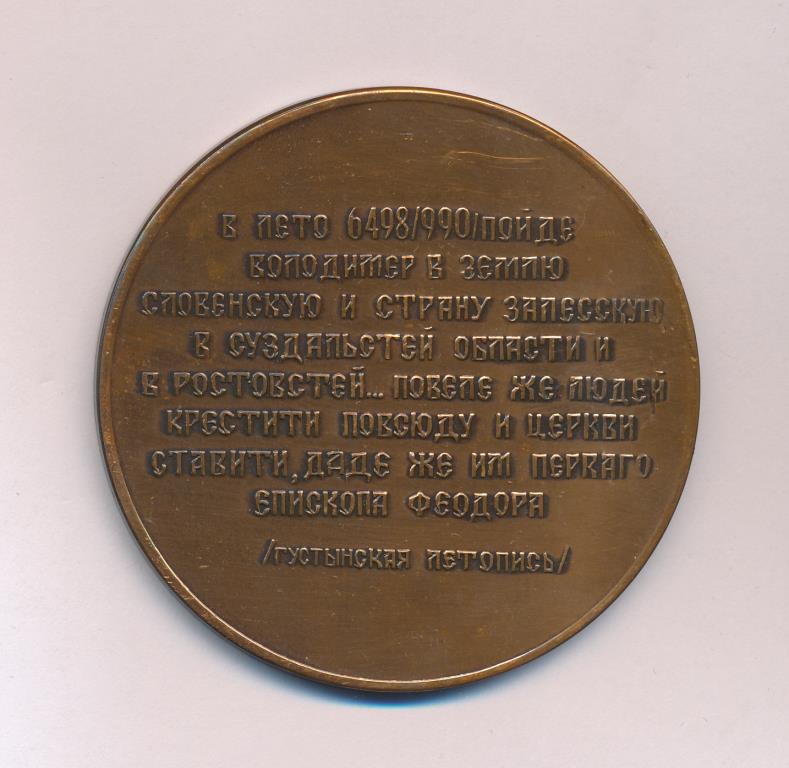 В ЛЕТО 6498/990/ПОЙДЕ
ВОЛОДИМЕР В ЗЕМЛЮ
СЛОВЕНСКУЮ И СТРАНУ ЗАЛЕССКУЮ
В СУЗДАЛЬСТЕЙ ОБЛАСТИ И
В РОСТОВСТЕЙ... ПОВЕЛЕ ЖЕ ЛЮДЕЙ
КРЕСТИТИ ПОВСЮДУ И ЦЕРКВИ
СТАВИТИ, ДАДЕ ЖЕ ИМ ПЕРВАГО
ЕПИСКОПА ФЕОДОРА
/ГУСТЫНСКАЯ ЛЕТОПИСЬ/